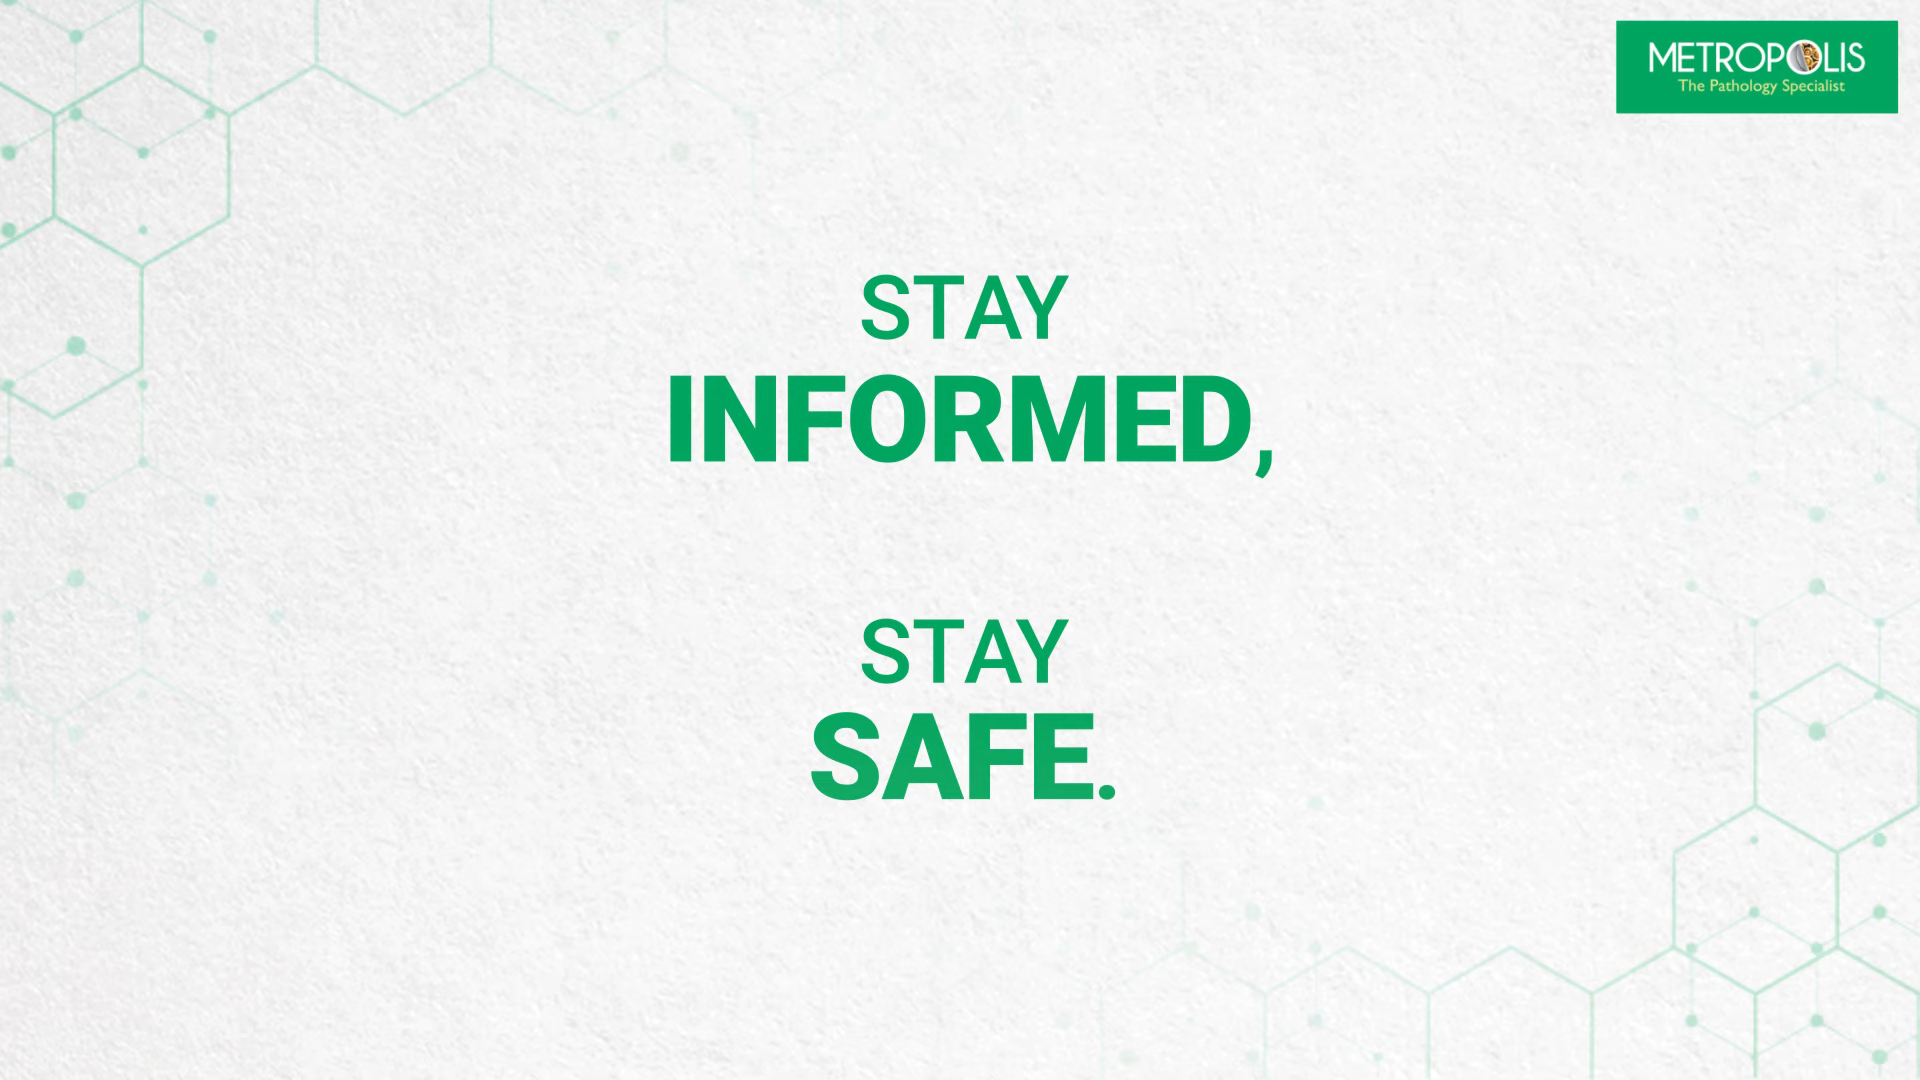 METROPOLIS
The Pathology Specialist
STAY
INFORMED,
STAY
SAFE.